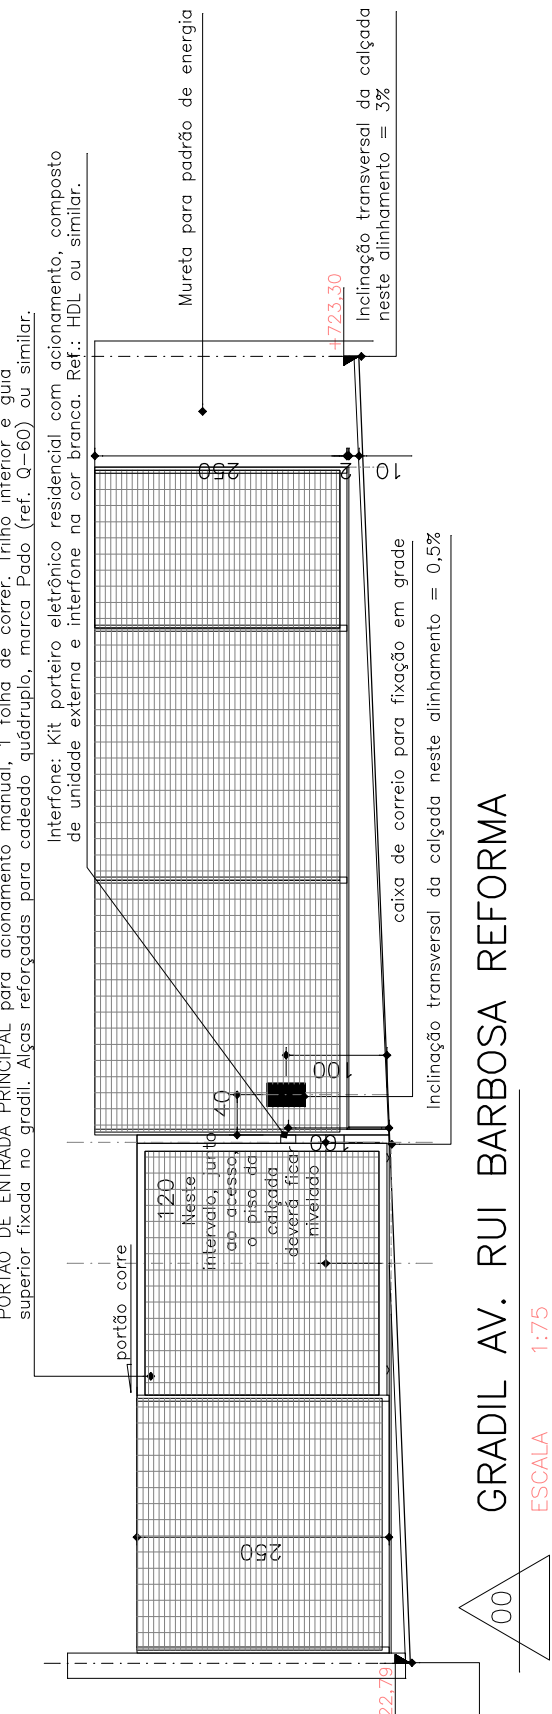 PORTÃO DE ENTRADA PRINCIPAL para acionamento manual, 1 folha de correr. Trilho inferior e guia
superior fixada no gradil. Alças reforçadas para cadeado quádruplo, marca Pado (ref. Q-60) ou similar.
Interfone: Kit porteiro eletrônico residencial com acionamento, composto
de unidade externa e interfone na cor branca. Ref.: HDL ou similar.
Mureta para padrão de energia
Inclinação transversal da calçada
neste alinhamento = 3%
+723,30
250
2
10
caixa de correio para fixação em grade
Inclinação transversal da calçada neste alinhamento = 0,5%
portão corre
120
Neste
intervalo, junto
ao acesso,
o piso da
calçada
deverá ficar
nivelado
40
100
100
250
22,79
GRADIL AV. RUI BARBOSA REFORMA
ESCALA 1:75
00